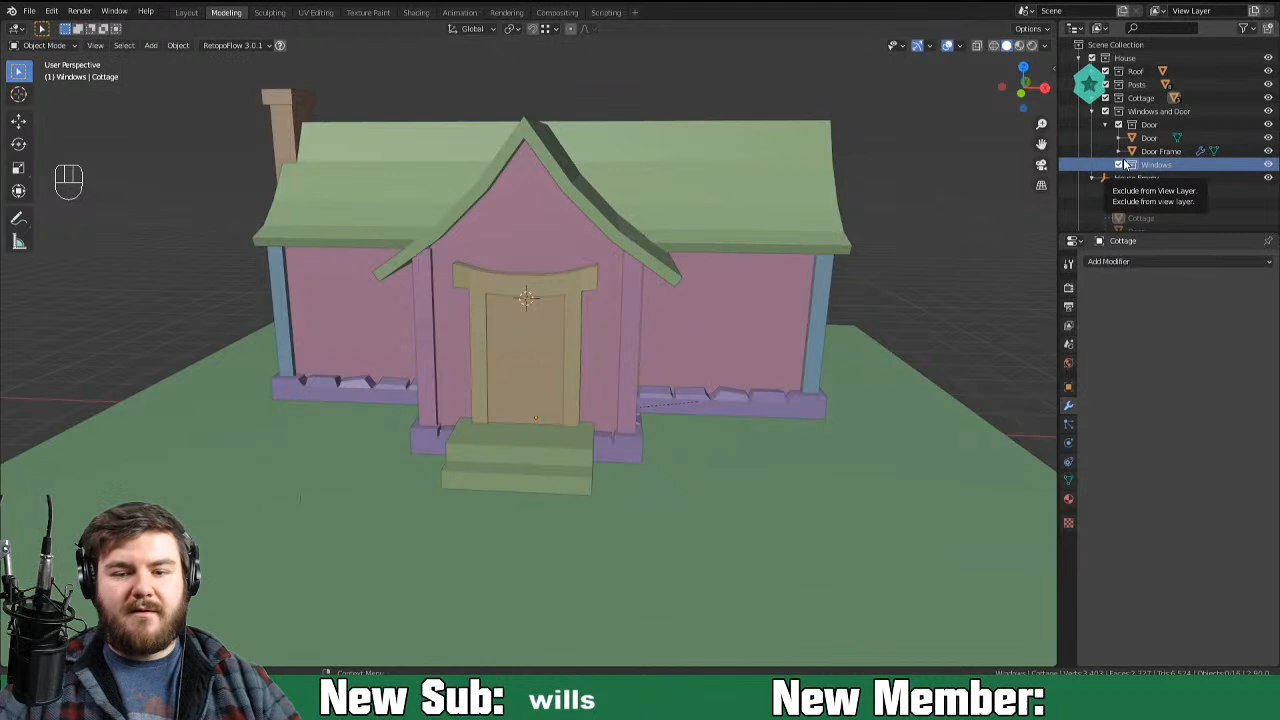 File Edit Render Window Help Layout Modeling Sculpting UV Editing Texture Paint Shading Animation Rendering Compositing Scripting + Scene View Layer
Global Options
Object Mode View Select Add Object RetopoFlow 3.0.1
User Perspective
(1) Windows | Cottage
Scene Collection
House
Roof
Posts
Cottage
Windows and Door
Door
Door
Door Frame
Windows
Exclude from View Layer.
Exclude from view layer.
Cottage
Cottage
Add Modifier
Context Menu
New Sub: wills New Member: